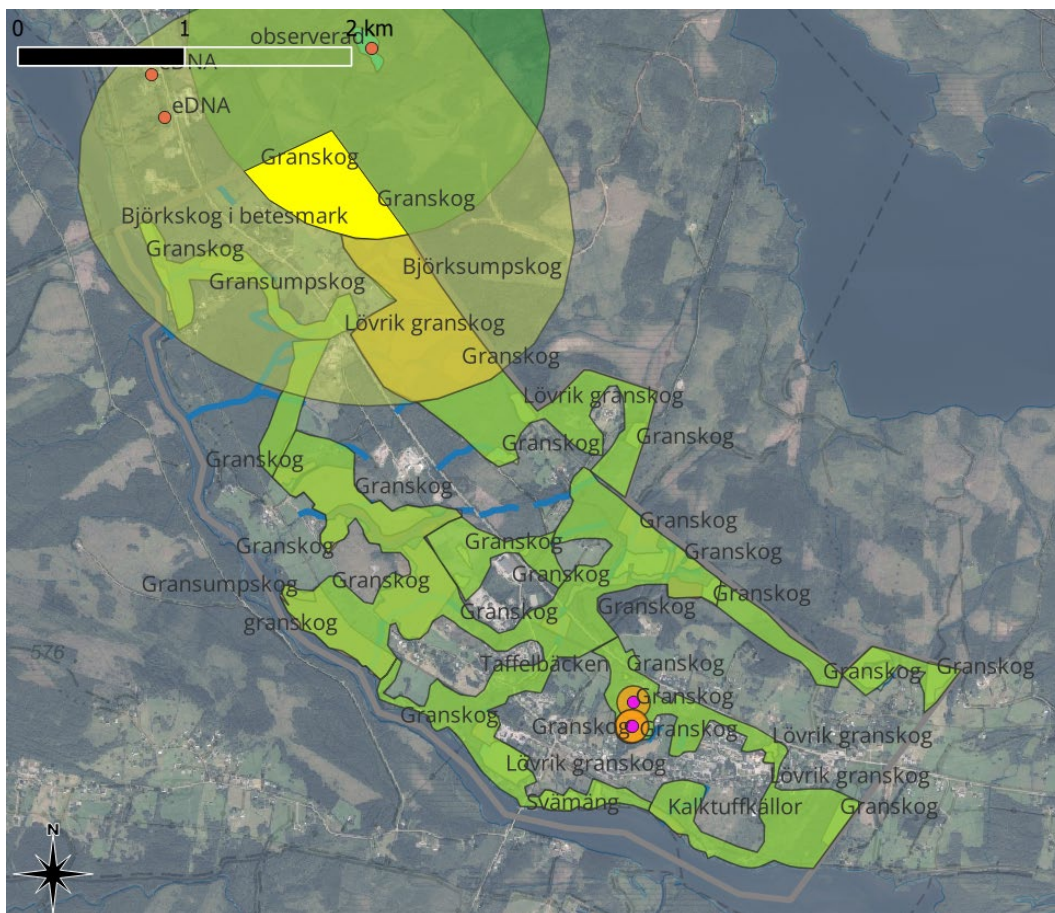 0
1
2 km
observerad
eDNA
eDNA
Granskog
Granskog
Björkskog i betesmark
Granskog
Gransumpskog
Björksumpskog
Lövrik granskog
Granskog
Lövrik granskog
Granskog
Granskog
Granskog
Granskog
Granskog
Granskog
Granskog
Granskog
Granskog
Granskog
Gransumpskog
Granskog
Granskog
Granskog
Granskog
granskog
Taffelbäcken
Granskog
Granskog
Granskog
Granskog
Granskog
Granskog
Granskog
Lövrik granskog
Lövrik granskog
Lövrik granskog
Svämäng
Kalktuffkällor
Granskog
N
576